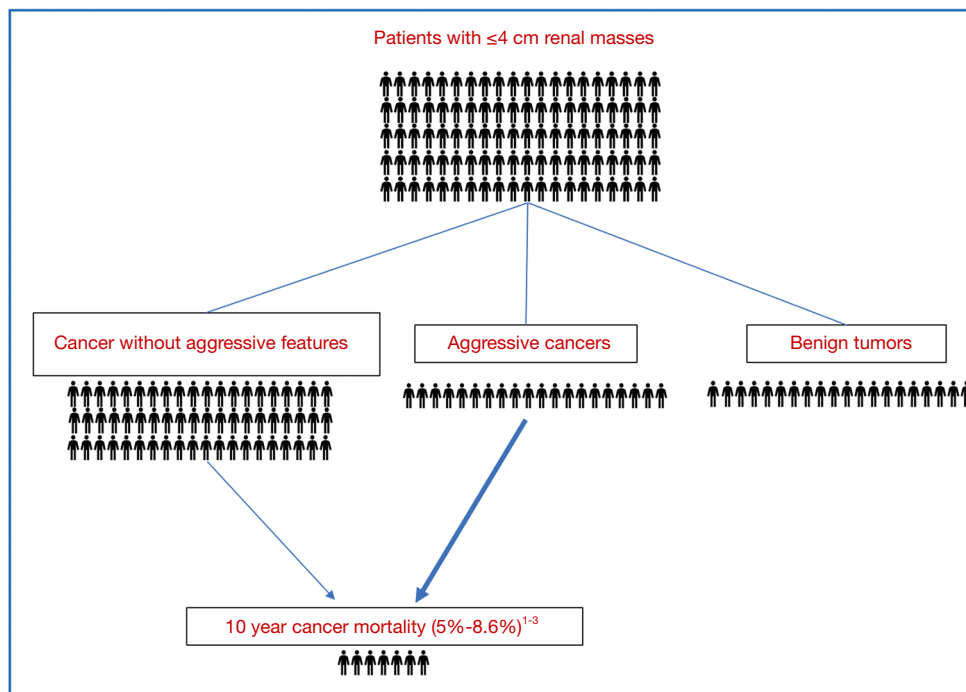 Patients with ≤4 cm renal masses
Cancer without aggressive features
Aggressive cancers
Benign tumors
10 year cancer mortality (5%-8.6%)¹⁻³